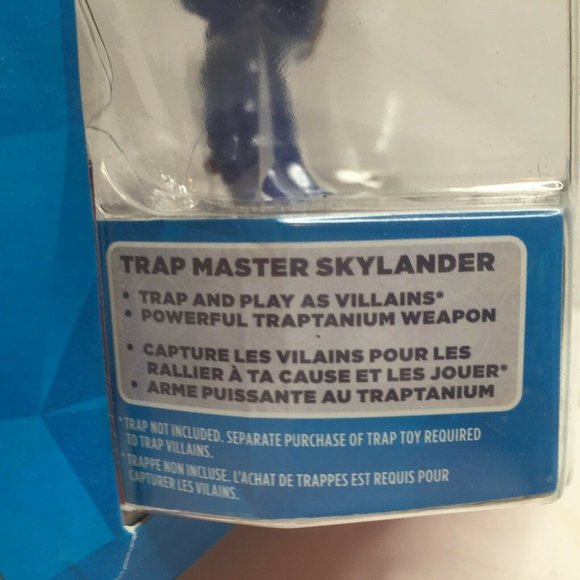 TRAP MASTER SKYLANDER
• TRAP AND PLAY AS VILLAINS*
• POWERFUL TRAPTANIUM WEAPON
• CAPTURE LES VILAINS POUR LES
RALLIER À TA CAUSE ET LES JOUER*
• ARME PUISSANTE AU TRAPTANIUM
*TRAP NOT INCLUDED. SEPARATE PURCHASE OF TRAP TOY REQUIRED
TO TRAP VILLAINS.
*TRAPPE NON INCLUSE. L'ACHAT DE TRAPPES EST REQUIS POUR
CAPTURER LES VILAINS.